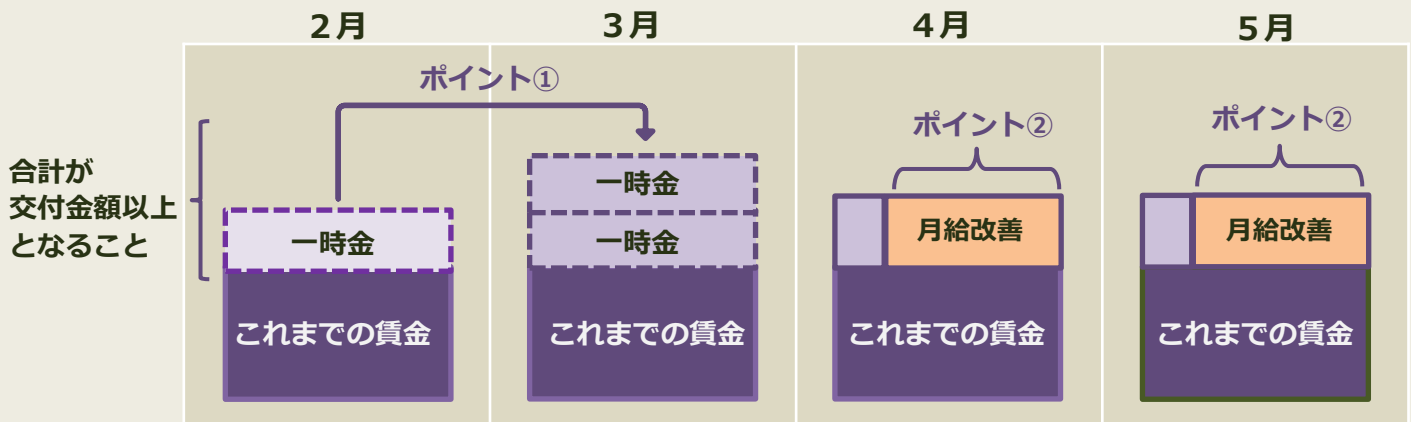 2月
3月
4月
5月
ポイント①
ポイント②
ポイント②
合計が
交付金額以上
となること
一時金
一時金
一時金
月給改善
月給改善
これまでの賃金
これまでの賃金
これまでの賃金
これまでの賃金